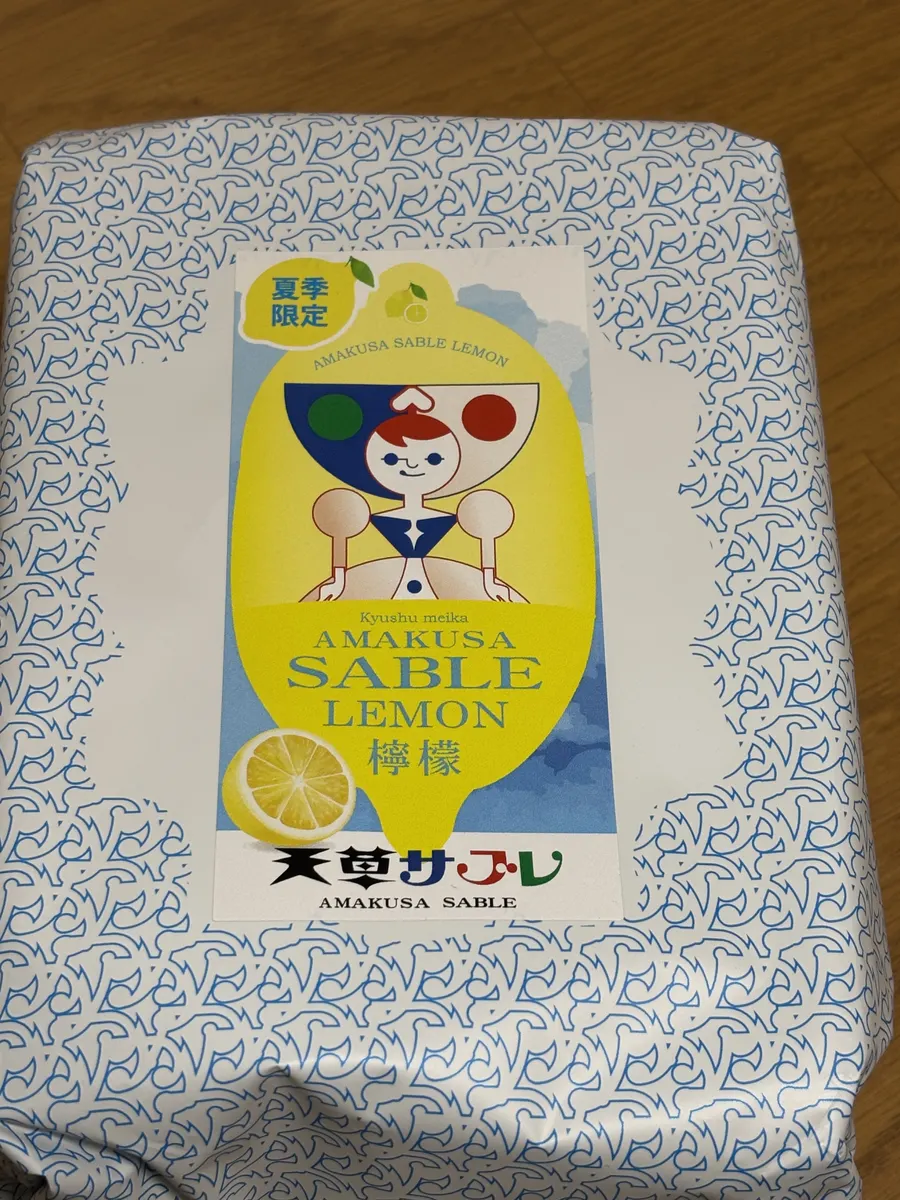 夏季
限定
AMAKUSA SABLE LEMON
Kyushu meika
AMAKUSA
SABLE
LEMON
檸檬
天草サブレ
AMAKUSA SABLE